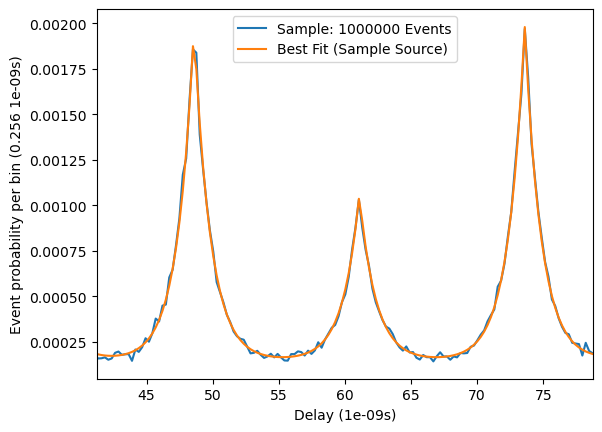 Sample: 1000000 Events
Best Fit (Sample Source)
Event probability per bin (0.256 1e-09s)
0.00200
0.00175
0.00150
0.00125
0.00100
0.00075
0.00050
0.00025
45 50 55 60 65 70 75
Delay (1e-09s)